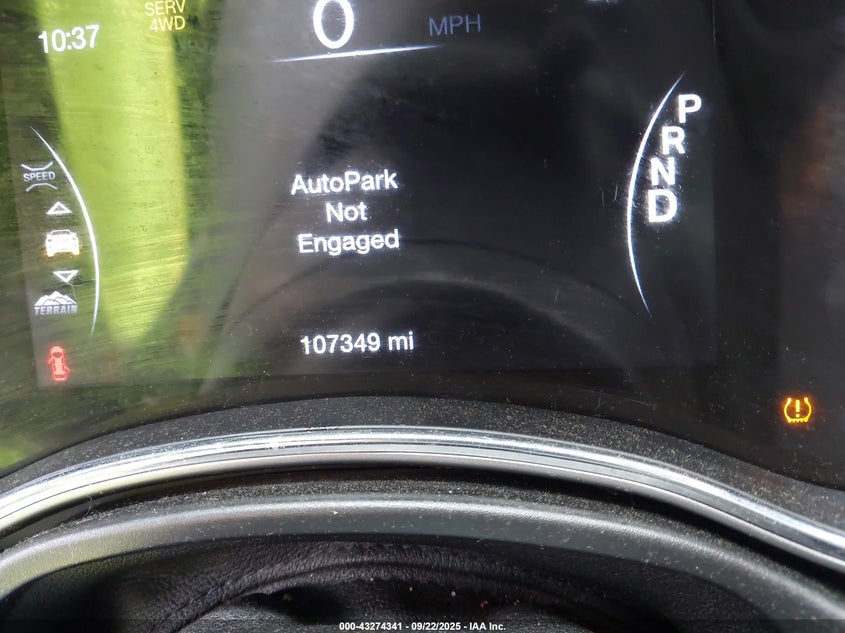 SERV
4WD
10:37
0
MPH
SPEED
TERRAIN
AutoPark
Not
Engaged
107349 mi
P
R
N
D
000-43274341 - 09/22/2025 - IAA Inc.